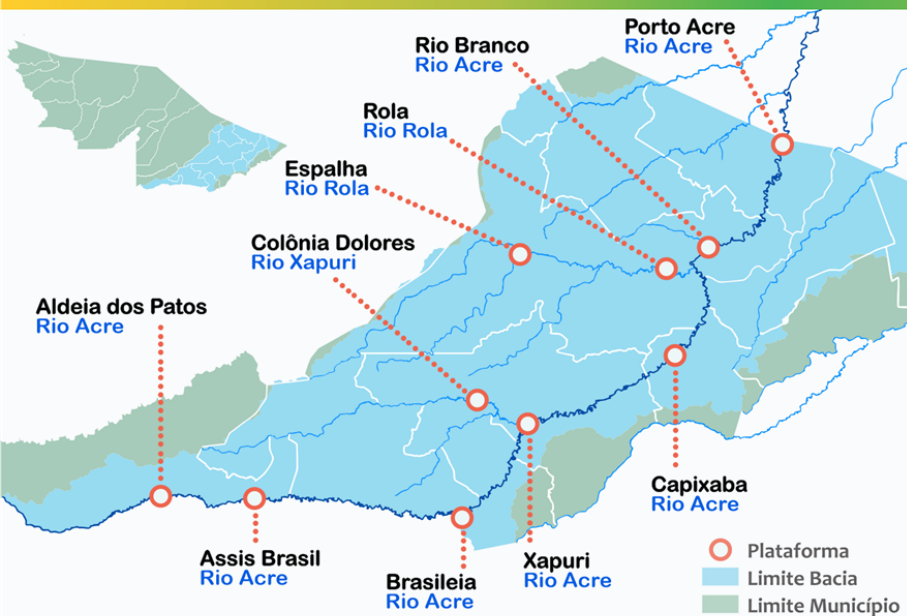 Porto Acre
Rio Acre
Rio Branco
Rio Acre
Rola
Rio Rola
Espalha
Rio Rola
Colônia Dolores
Rio Xapuri
Aldeia dos Patos
Rio Acre
Capixaba
Rio Acre
Assis Brasil
Rio Acre
Brasileia
Rio Acre
Xapuri
Rio Acre
Plataforma
Limite Bacia
Limite Município